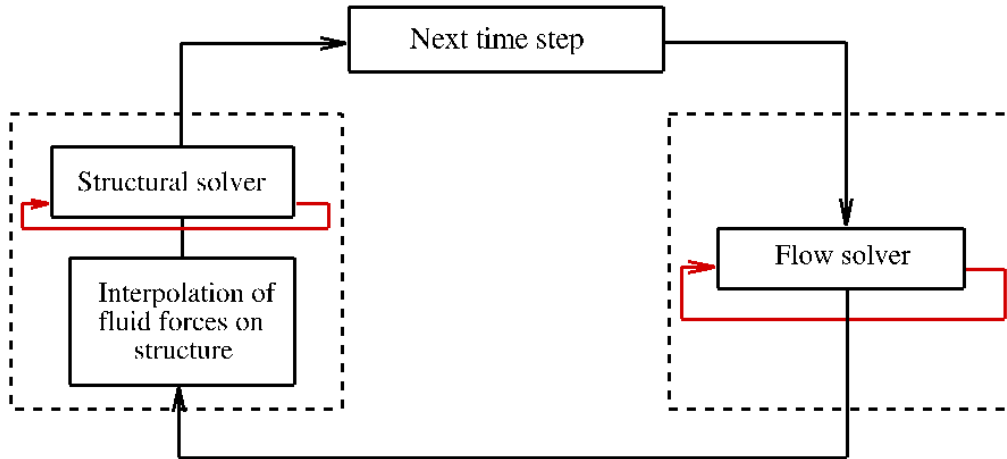 Next time step
Structural solver
Flow solver
Interpolation of
fluid forces on
structure